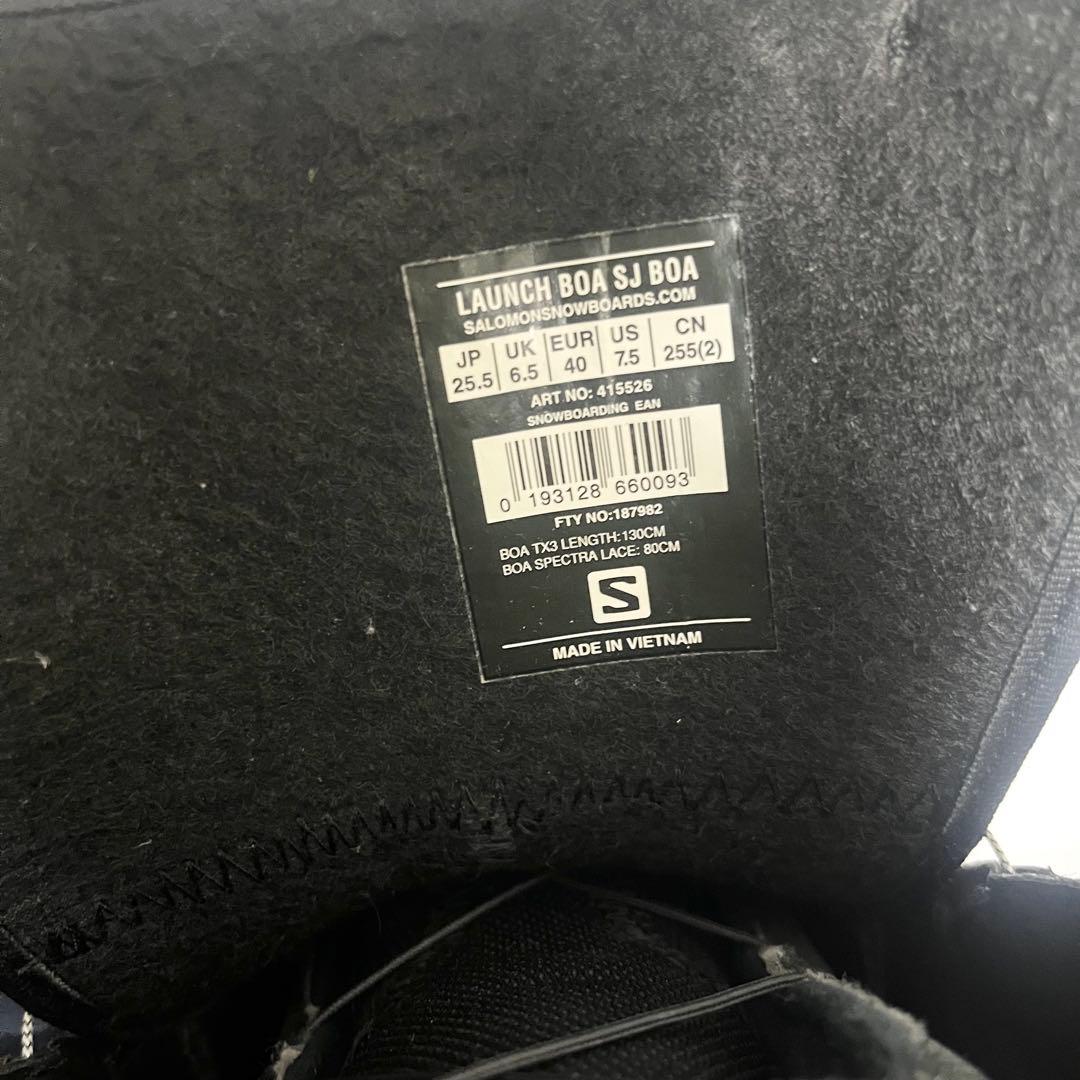 LAUNCH BOA SJ BOA
SALOMONSNOWBOARDS.COM
JP UK EUR US CN
25.5 6.5 40 7.5 255(2)
ART NO: 415526
SNOWBOARDING EAN
0 193128 660093
FTY NO:187982
BOA TX3 LENGTH:130CM
BOA SPECTRA LACE: 80CM
S
MADE IN VIETNAM